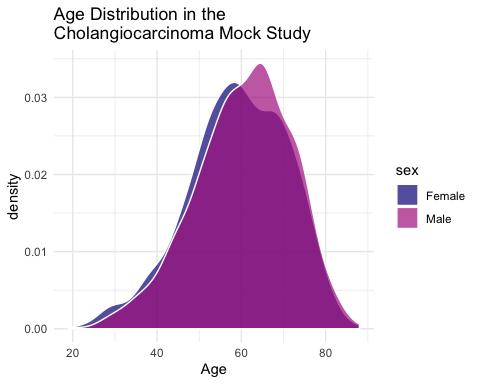 Age Distribution in the
Cholangiocarcinoma Mock Study
density
0.03
0.02
0.01
0.00
20 40 60 80
Age
sex
Female
Male